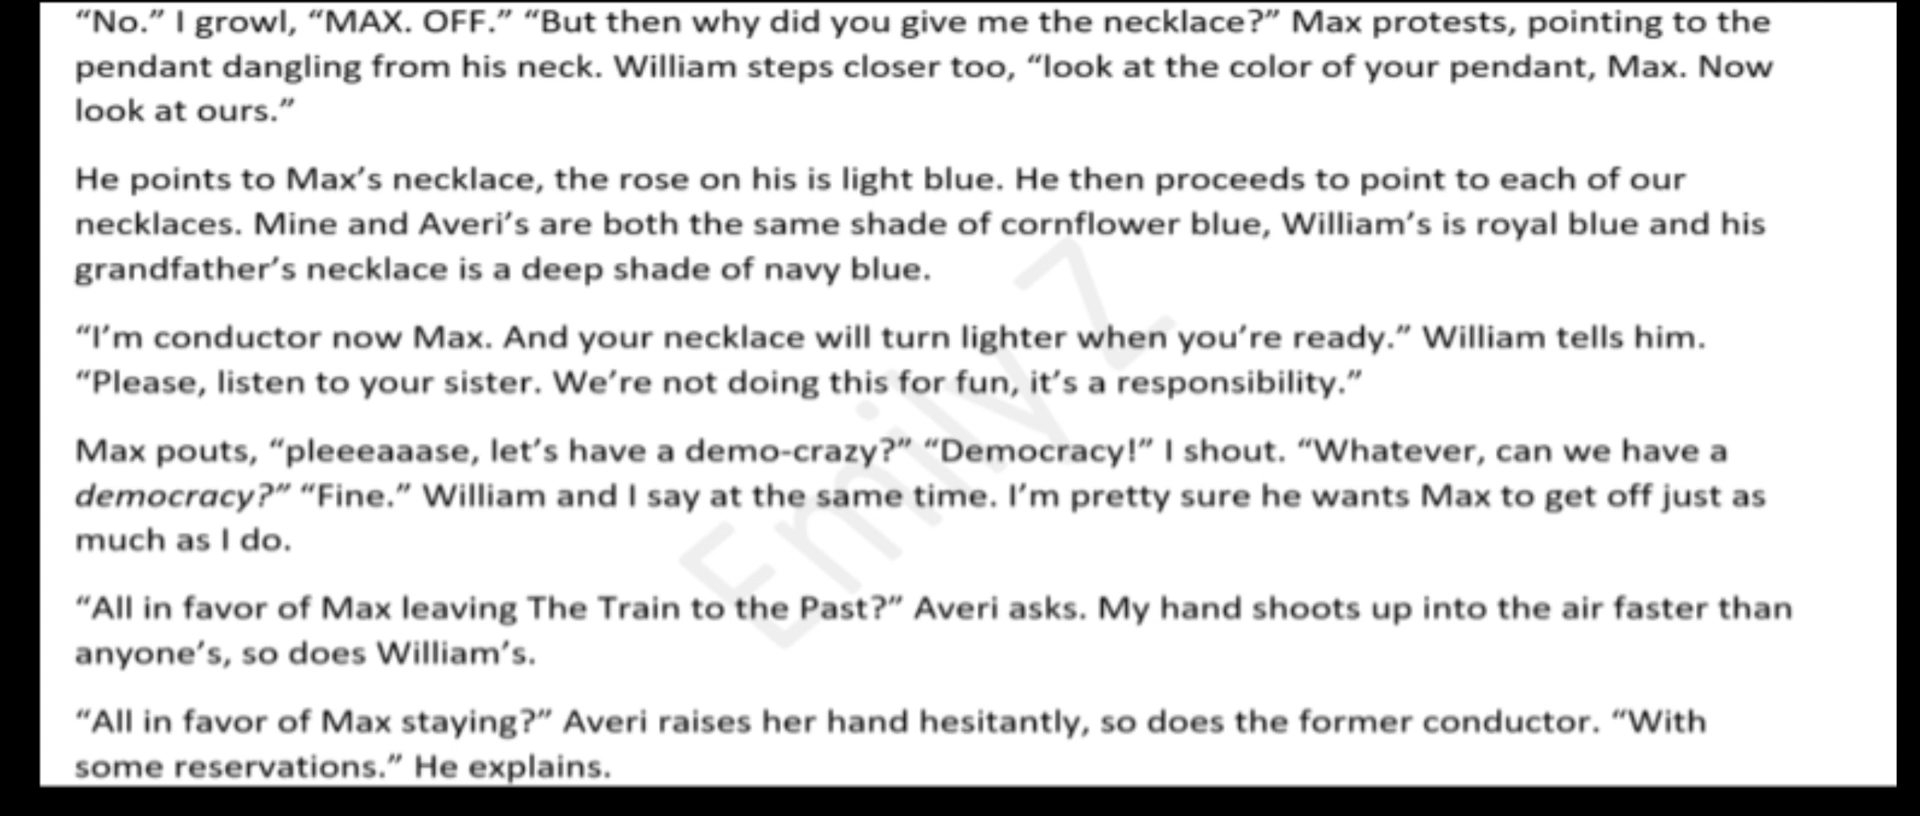 “No.” I growl, “MAX. OFF.” “But then why did you give me the necklace?” Max protests, pointing to the
pendant dangling from his neck. William steps closer too, “look at the color of your pendant, Max. Now
look at ours.”
He points to Max’s necklace, the rose on his is light blue. He then proceeds to point to each of our
necklaces. Mine and Averi’s are both the same shade of cornflower blue, William’s is royal blue and his
grandfather’s necklace is a deep shade of navy blue.
“I’m conductor now Max. And your necklace will turn lighter when you’re ready.” William tells him.
“Please, listen to your sister. We’re not doing this for fun, it’s a responsibility.”
Max pouts, “pleeeaaase, let’s have a demo-crazy?” “Democracy!” I shout. “Whatever, can we have a
democracy?” “Fine.” William and I say at the same time. I’m pretty sure he wants Max to get off just as
much as I do.
“All in favor of Max leaving The Train to the Past?” Averi asks. My hand shoots up into the air faster than
anyone’s, so does William’s.
“All in favor of Max staying?” Averi raises her hand hesitantly, so does the former conductor. “With
some reservations.” He explains.
Emily Z